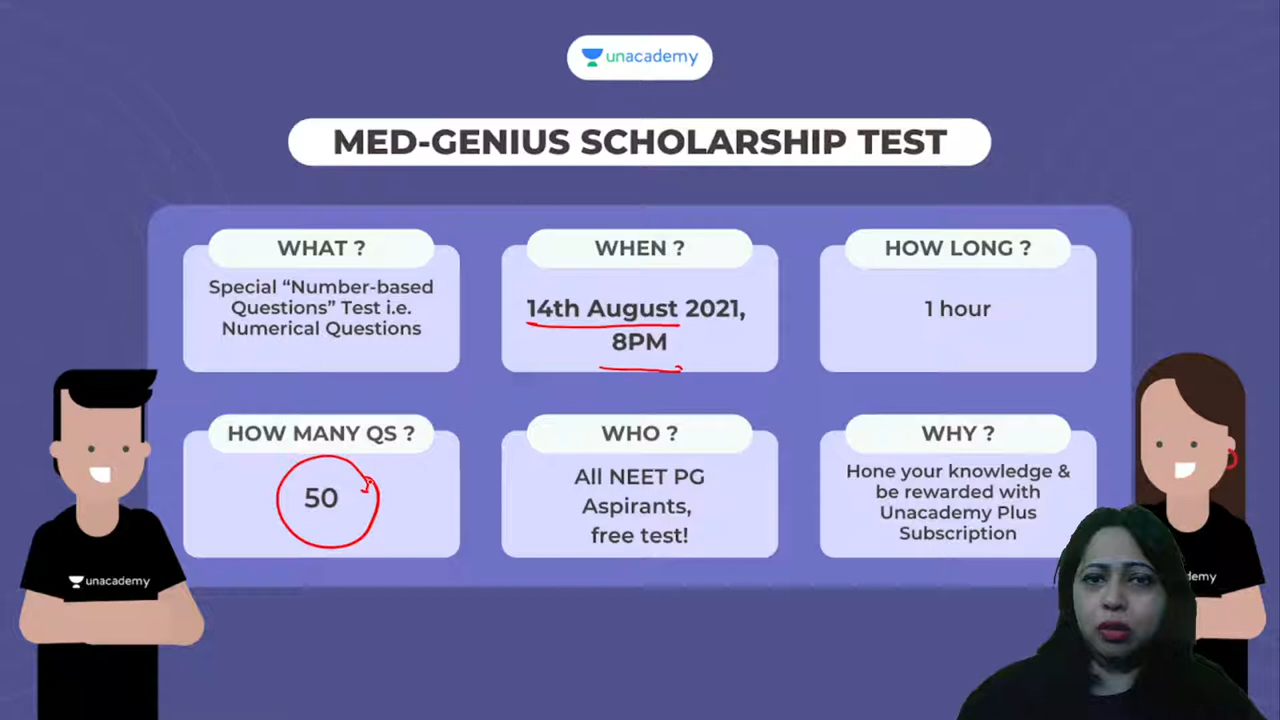 unacademy
MED-GENIUS SCHOLARSHIP TEST
WHAT ?
Special “Number-based
Questions” Test i.e.
Numerical Questions
WHEN ?
14th August 2021,
8PM
HOW LONG ?
1 hour
HOW MANY QS ?
50
WHO ?
All NEET PG
Aspirants,
free test!
WHY ?
Hone your knowledge &
be rewarded with
Unacademy Plus
Subscription
unacademy
demy